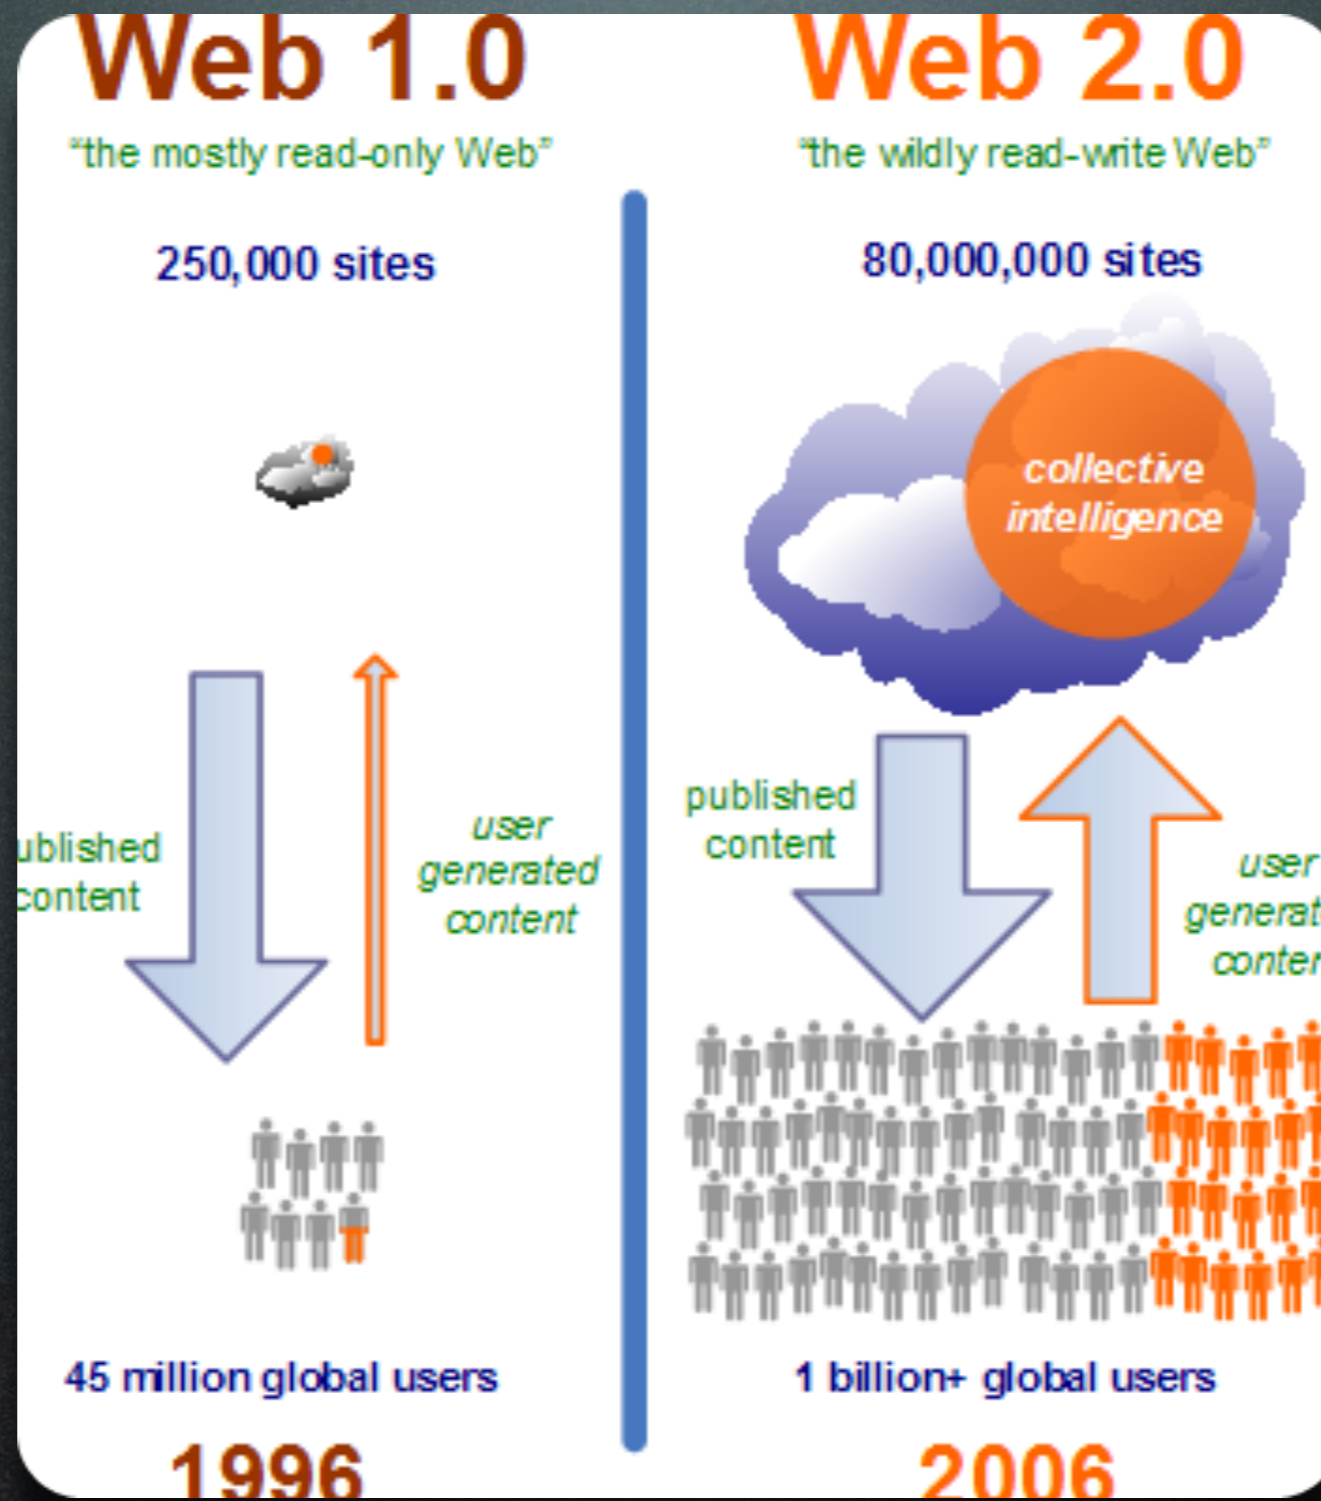 Web 1.0
"the mostly read-only Web"
250,000 sites
ublished
content
user
generated
content
45 million global users
1996
Web 2.0
"the wildly read-write Web"
80,000,000 sites
collective
intelligence
published
content
user
generat
conten
1 billion+ global users
2006